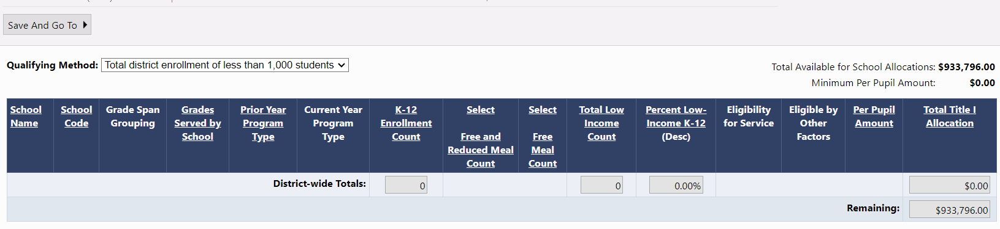 Save And Go To
Qualifying Method: Total district enrollment of less than 1,000 students
Total Available for School Allocations: $933,796.00
Minimum Per Pupil Amount: $0.00
School Name
School Code
Grade Span Grouping
Grades Served by School
Prior Year Program Type
Current Year Program Type
K-12 Enrollment Count
Select Free and Reduced Meal Count
Select Free Meal Count
Total Low Income Count
Percent Low-Income K-12 (Desc)
Eligibility for Service
Eligible by Other Factors
Per Pupil Amount
Total Title I Allocation
District-wide Totals: 0 0 0.00% $0.00
Remaining: $933,796.00